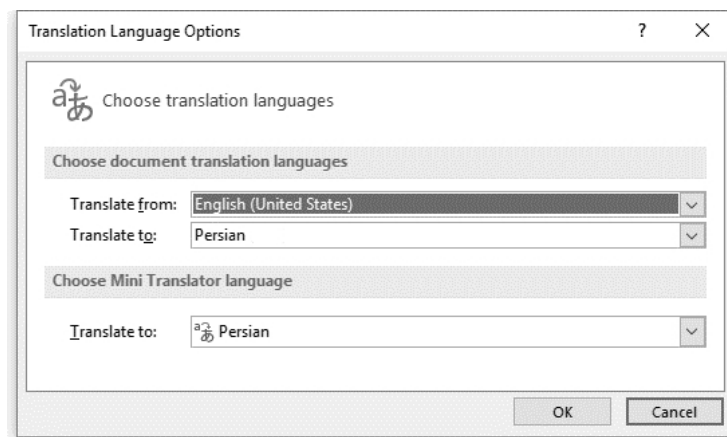 Translation Language Options
Choose translation languages
Choose document translation languages
Translate from: English (United States)
Translate to: Persian
Choose Mini Translator language
Translate to: Persian
OK Cancel